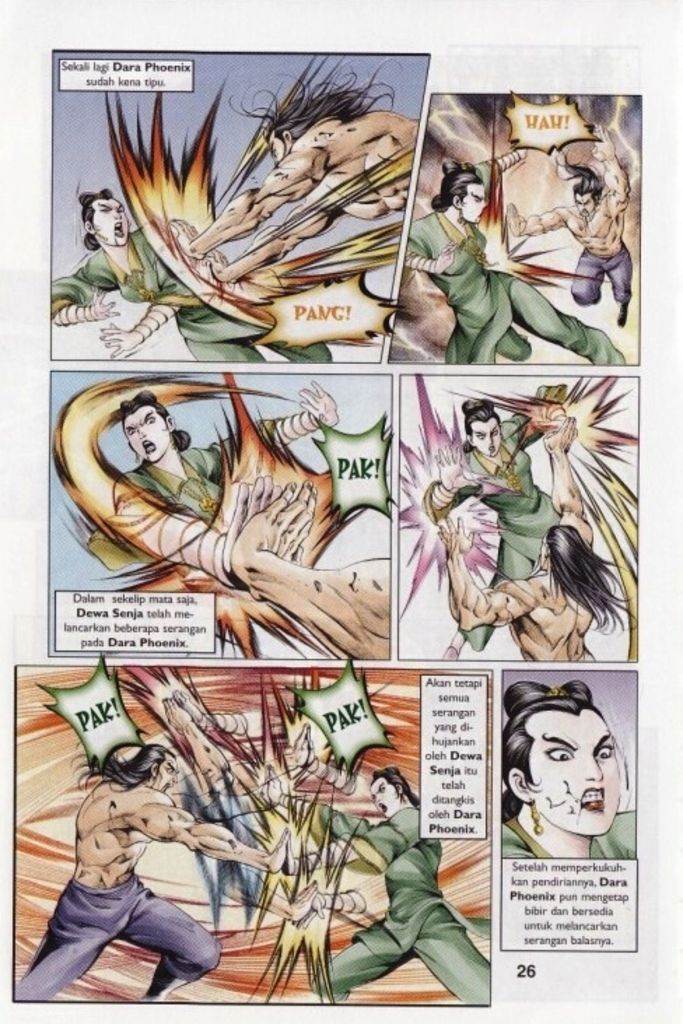 Sekali lagi Dara Phoenix
sudah kena tipu.
PANG!
HAH!
PAK!
Dalam sekelip mata saja,
Dewa Senja telah me-
lancarkan beberapa serangan
pada Dara Phoenix.
PAK!
PAK!
Akan tetapi
semua
serangan
yang di-
hujankan
oleh Dewa
Senja itu
telah
ditangkis
oleh Dara
Phoenix.
Setelah memperkukuh-
kan pendiriannya, Dara
Phoenix pun mengetap
bibir dan bersedia
untuk melancarkan
serangan balasnya.
26